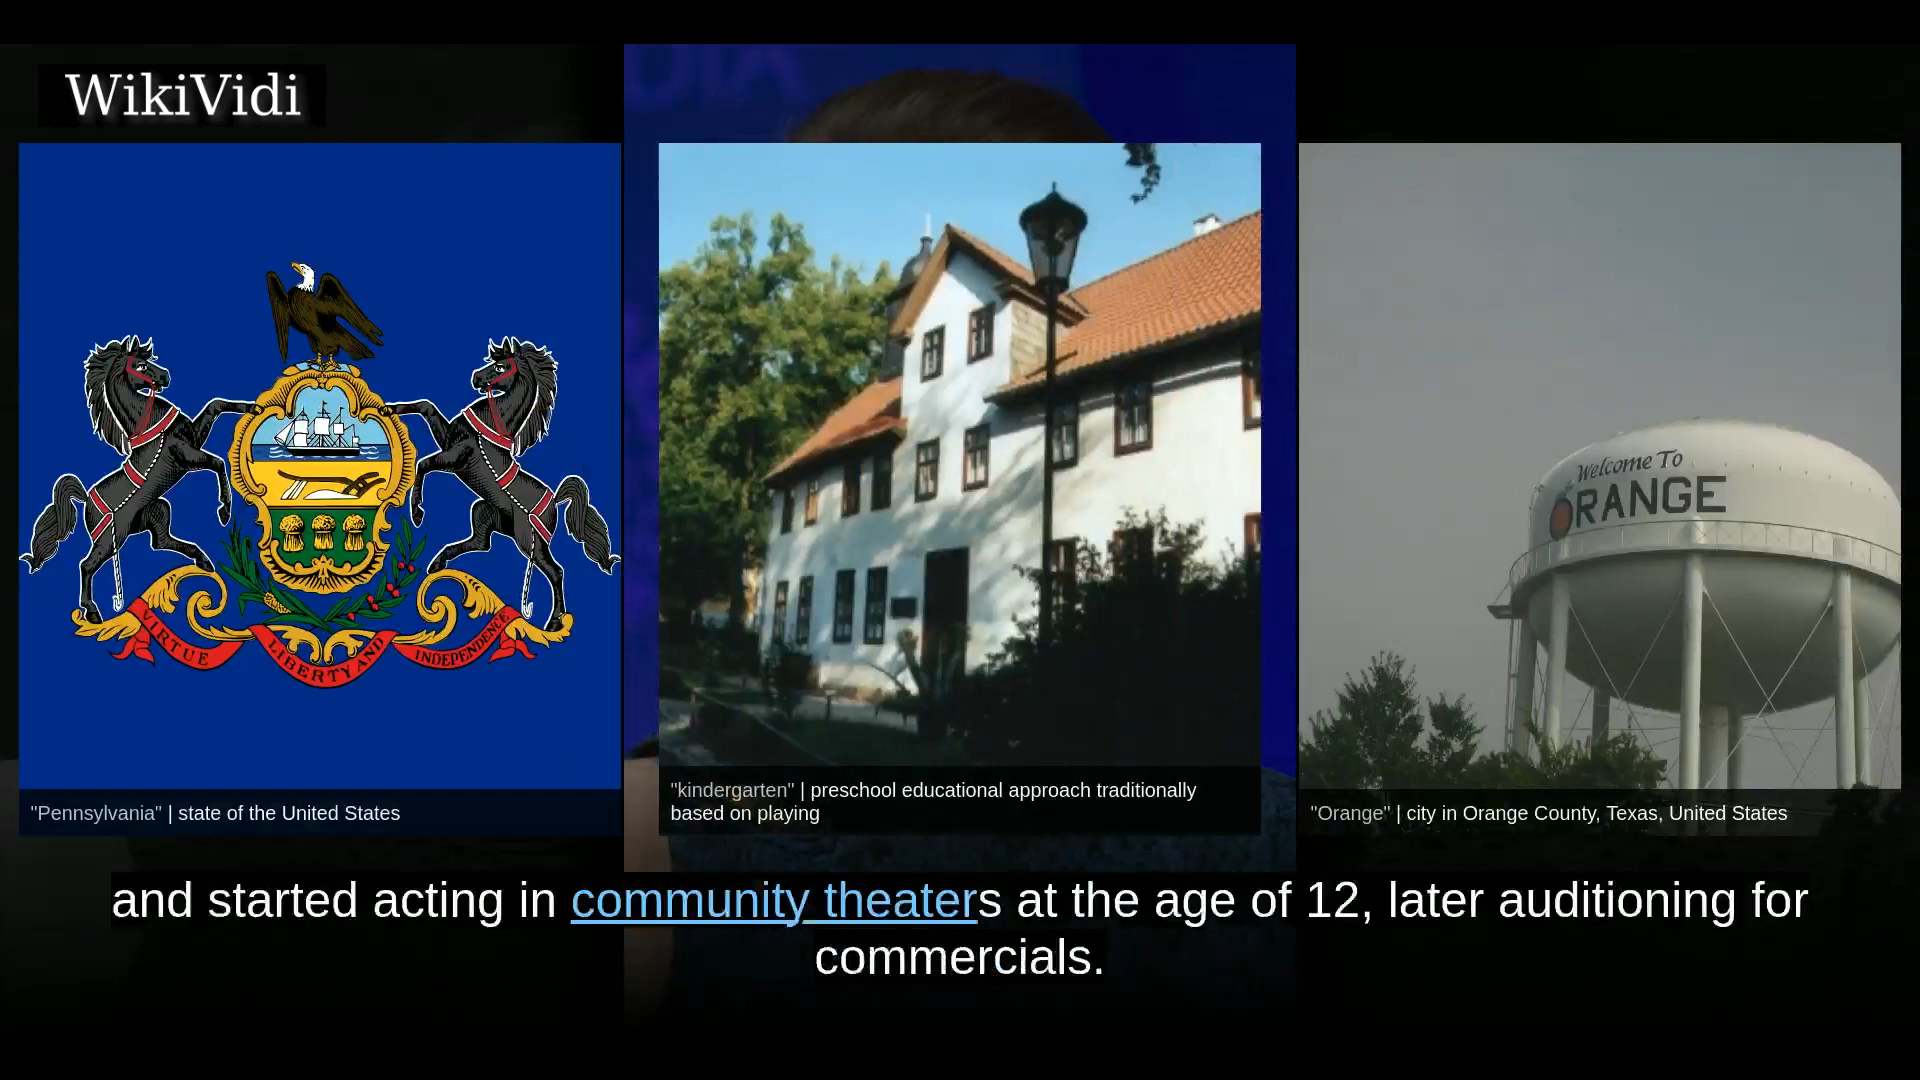 WikiVidi
VIRTUE
LIBERTY AND
INDEPENDENCE
Welcome To
ORANGE
"Pennsylvania" | state of the United States
"kindergarten" | preschool educational approach traditionally
based on playing
"Orange" | city in Orange County, Texas, United States
and started acting in community theaters at the age of 12, later auditioning for
commercials.